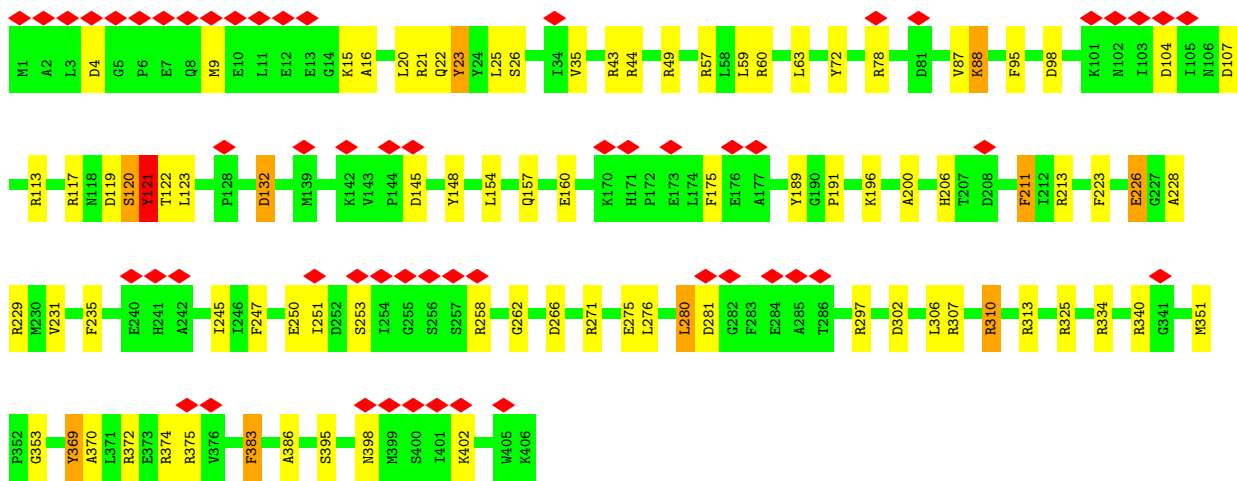 M1 A2 L3 D4 G5 P6 E7 Q8 M9 E10 L11 E12 E13 G14 K15 A16 L20 R21 Q22 Y23 Y24 L25 S26 I34 V35 R43 R44 R49 R57 L58 L59 R60 L63 Y72 R78 D81 V87 K88 F95 D98 K101 N102 I103 D104 I105 N106 D107
R113 R117 N118 D119 S120 Y121 T122 L123 P128 D132 M139 K142 V143 P144 D145 Y148 L154 Q157 E160 K170 H171 P172 E173 L174 F175 E176 A177 Y189 G190 P191 K196 A200 H206 T207 D208 F211 I212 R213 F223 E226 G227 A228
R229 M230 V231 F235 E240 H241 A242 I245 I246 F247 E250 I251 D252 S253 I254 G255 S256 S257 R258 G262 D266 R271 E275 L276 L280 D281 G282 F283 E284 A285 T286 R297 D302 L306 R307 R310 R313 R325 R334 R340 G341 M351
P352 G353 Y369 A370 L371 R372 E373 R374 R375 V376 F383 A386 S395 N398 M399 S400 I401 K402 W405 K406